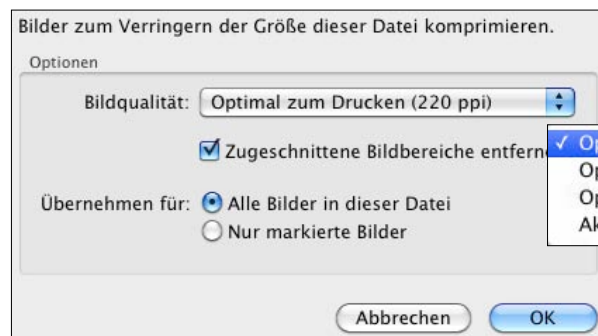 Bilder zum Verringern der Größe dieser Datei komprimieren.
Optionen
Bildqualität: Optimal zum Drucken (220 ppi)
Zugeschnittene Bildbereiche
Übernehmen für: Alle Bilder in dieser Datei
Nur markierte Bilder
Abbrechen OK